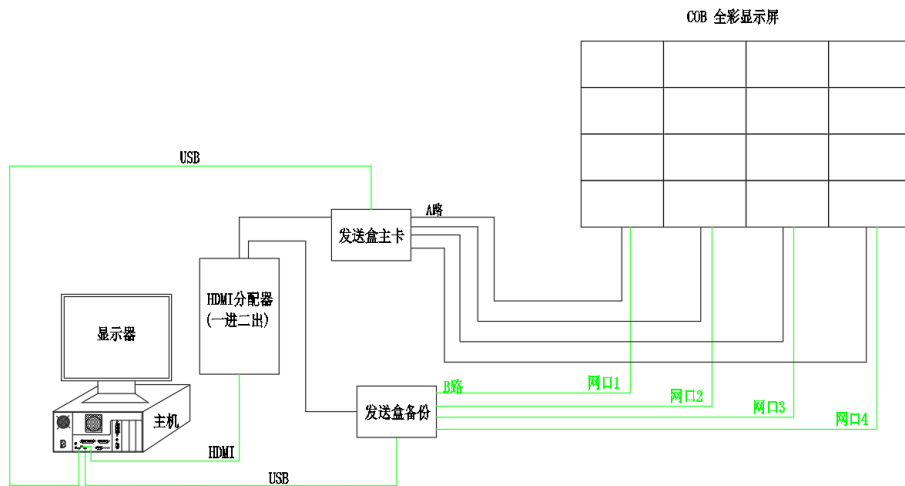 COB 全彩显示屏
USB
A路
发送盒主卡
HDMI分配器
(一进二出)
显示器
B路
网口1
网口2
网口3
网口4
发送盒备份
主机
HDMI
USB